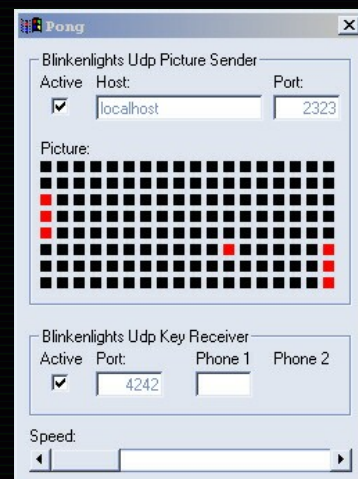 Pong
Blinkenlights Udp Picture Sender
Active Host: Port:
localhost 2323
Picture:
Blinkenlights Udp Key Receiver
Active Port: Phone 1 Phone 2
4242
Speed: